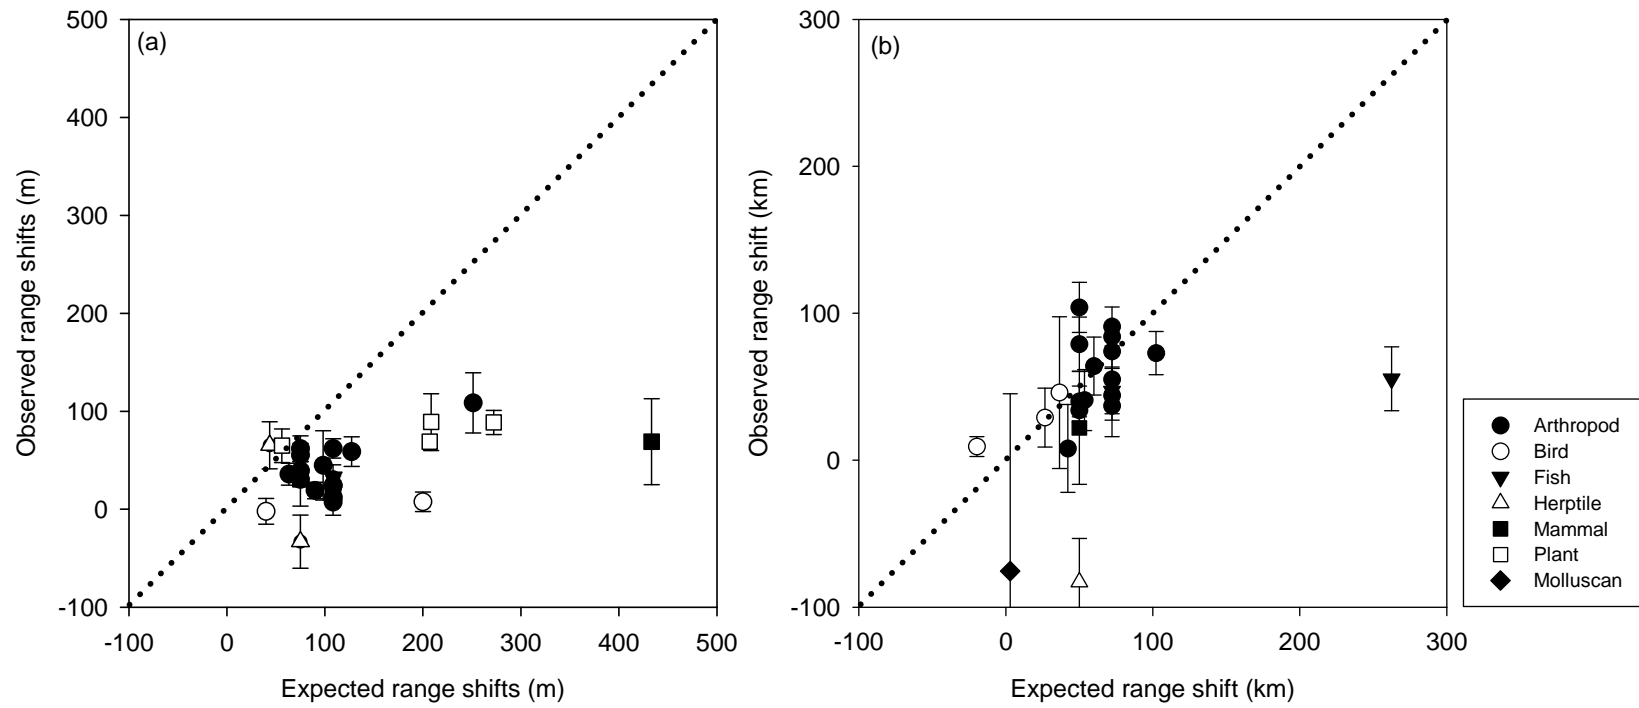 (a)
500
400
300
200
100
0
-100
-100 0 100 200 300 400 500
Observed range shifts (m)
Expected range shifts (m)
(b)
300
200
100
0
-100
-100 0 100 200 300
Observed range shift (km)
Expected range shift (km)
Arthropod
Bird
Fish
Herptile
Mammal
Plant
Molluscan